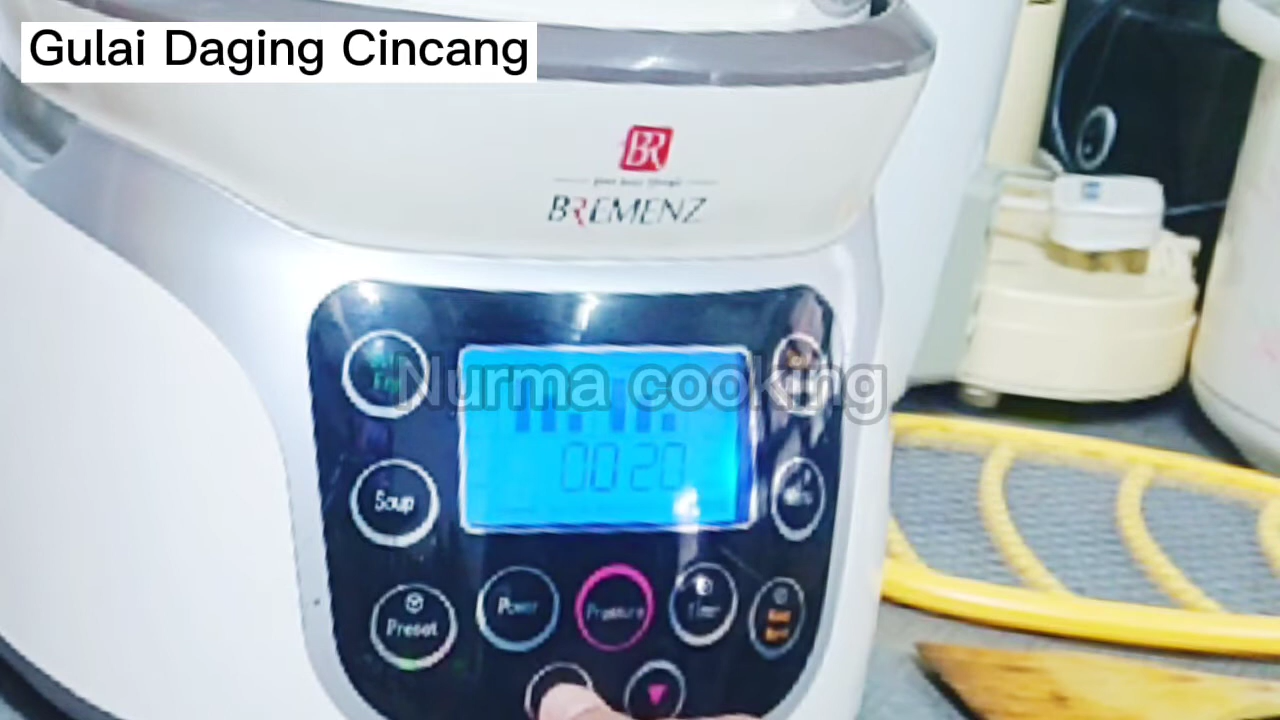 Gulai Daging Cincang
BR
BREMENZ
Nurma cooking
0020
Soup
Preset
Power
Pressure
Timer